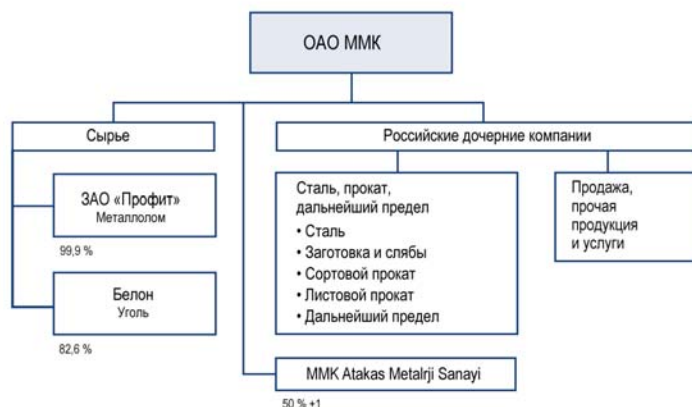 ОАО ММК
Сырье
Российские дочерние компании
ЗАО «Профит»
Металлолом
99,9 %
Белон
Уголь
82,6 %
Сталь, прокат,
дальнейший предел
• Сталь
• Заготовка и слябы
• Сортовой прокат
• Листовой прокат
• Дальнейший предел
Продажа,
прочая
продукция
и услуги
MMK Atakas Metalrji Sanayi
50 % +1